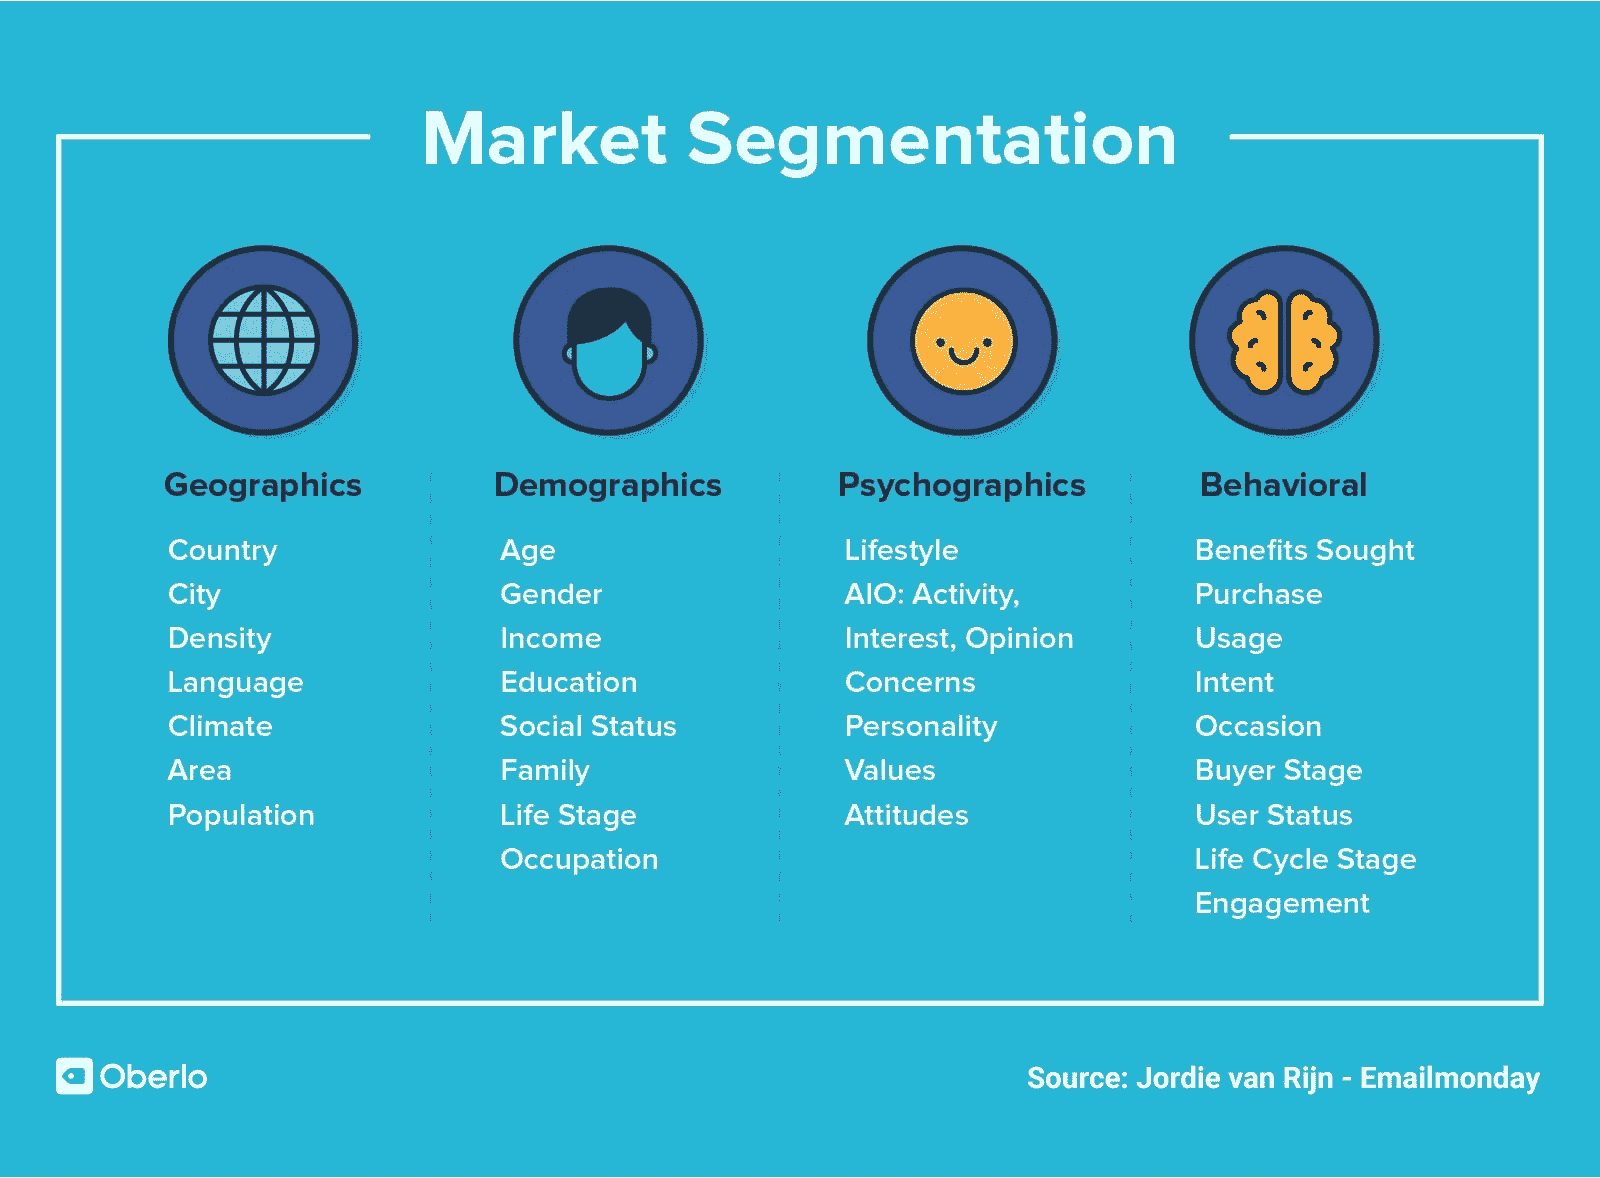 Market Segmentation
Geographics
Country
City
Density
Language
Climate
Area
Population
Demographics
Age
Gender
Income
Education
Social Status
Family
Life Stage
Occupation
Psychographics
Lifestyle
AIO: Activity,
Interest, Opinion
Concerns
Personality
Values
Attitudes
Behavioral
Benefits Sought
Purchase
Usage
Intent
Occasion
Buyer Stage
User Status
Life Cycle Stage
Engagement
Oberlo
Source: Jordie van Rijn - Emailmonday